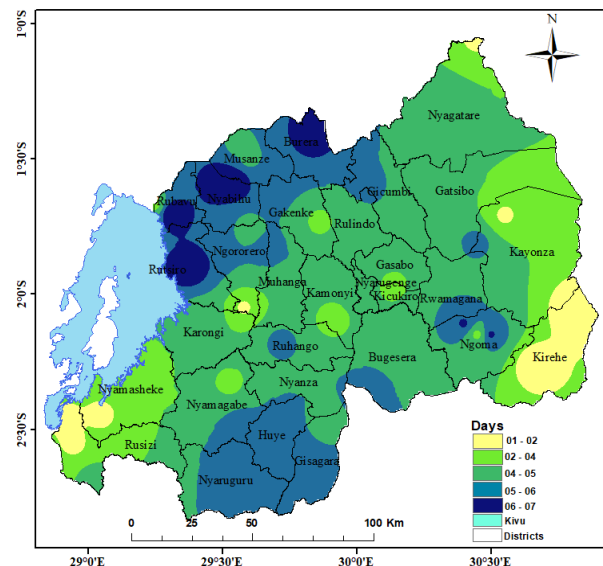 1°0'S
N
Nyagatare
Burera
1°30'S
Musanze
Gicumbi
Gatsibo
Rubavu
Nyabihu
Gakenke
Rulindo
Ngororero
Kayonza
Rutsiro
Gasabo
Muhanga
Nyarugenge
2°0'S
Kamonyi
Kicukiro
Rwamagana
Karongi
Ruhango
Bugesera
Ngoma
Kirehe
Nyamasheke
Nyanza
Nyamagabe
2°30'S
Rusizi
Huye
Gisagara
Nyaruguru
Days
01 - 02
02 - 04
04 - 05
05 - 06
06 - 07
Kivu
Districts
0 25 50 100 Km
29°0'E 29°30'E 30°0'E 30°30'E